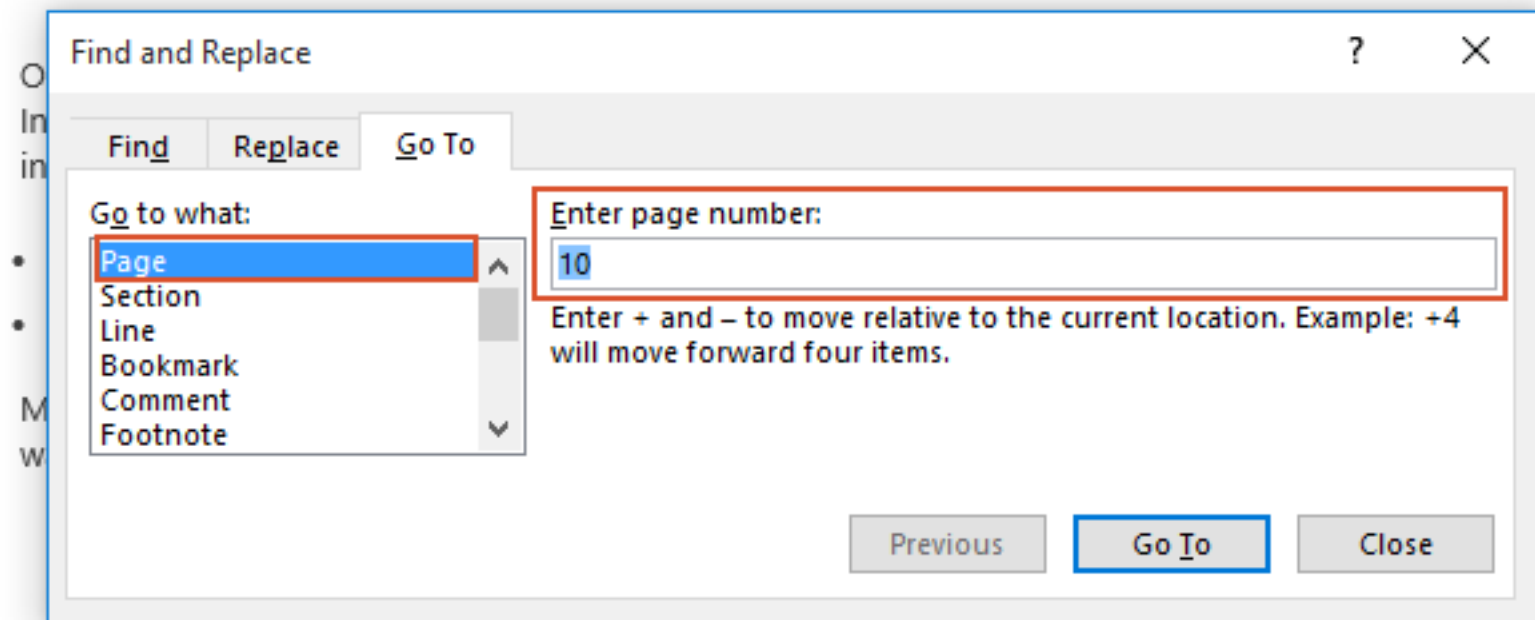 Find and Replace ?
Find Replace Go To
Go to what:
Enter page number:
Page
10
Section
Line
Bookmark
Comment
Footnote
Enter + and – to move relative to the current location. Example: +4
will move forward four items.
Previous Go To Close